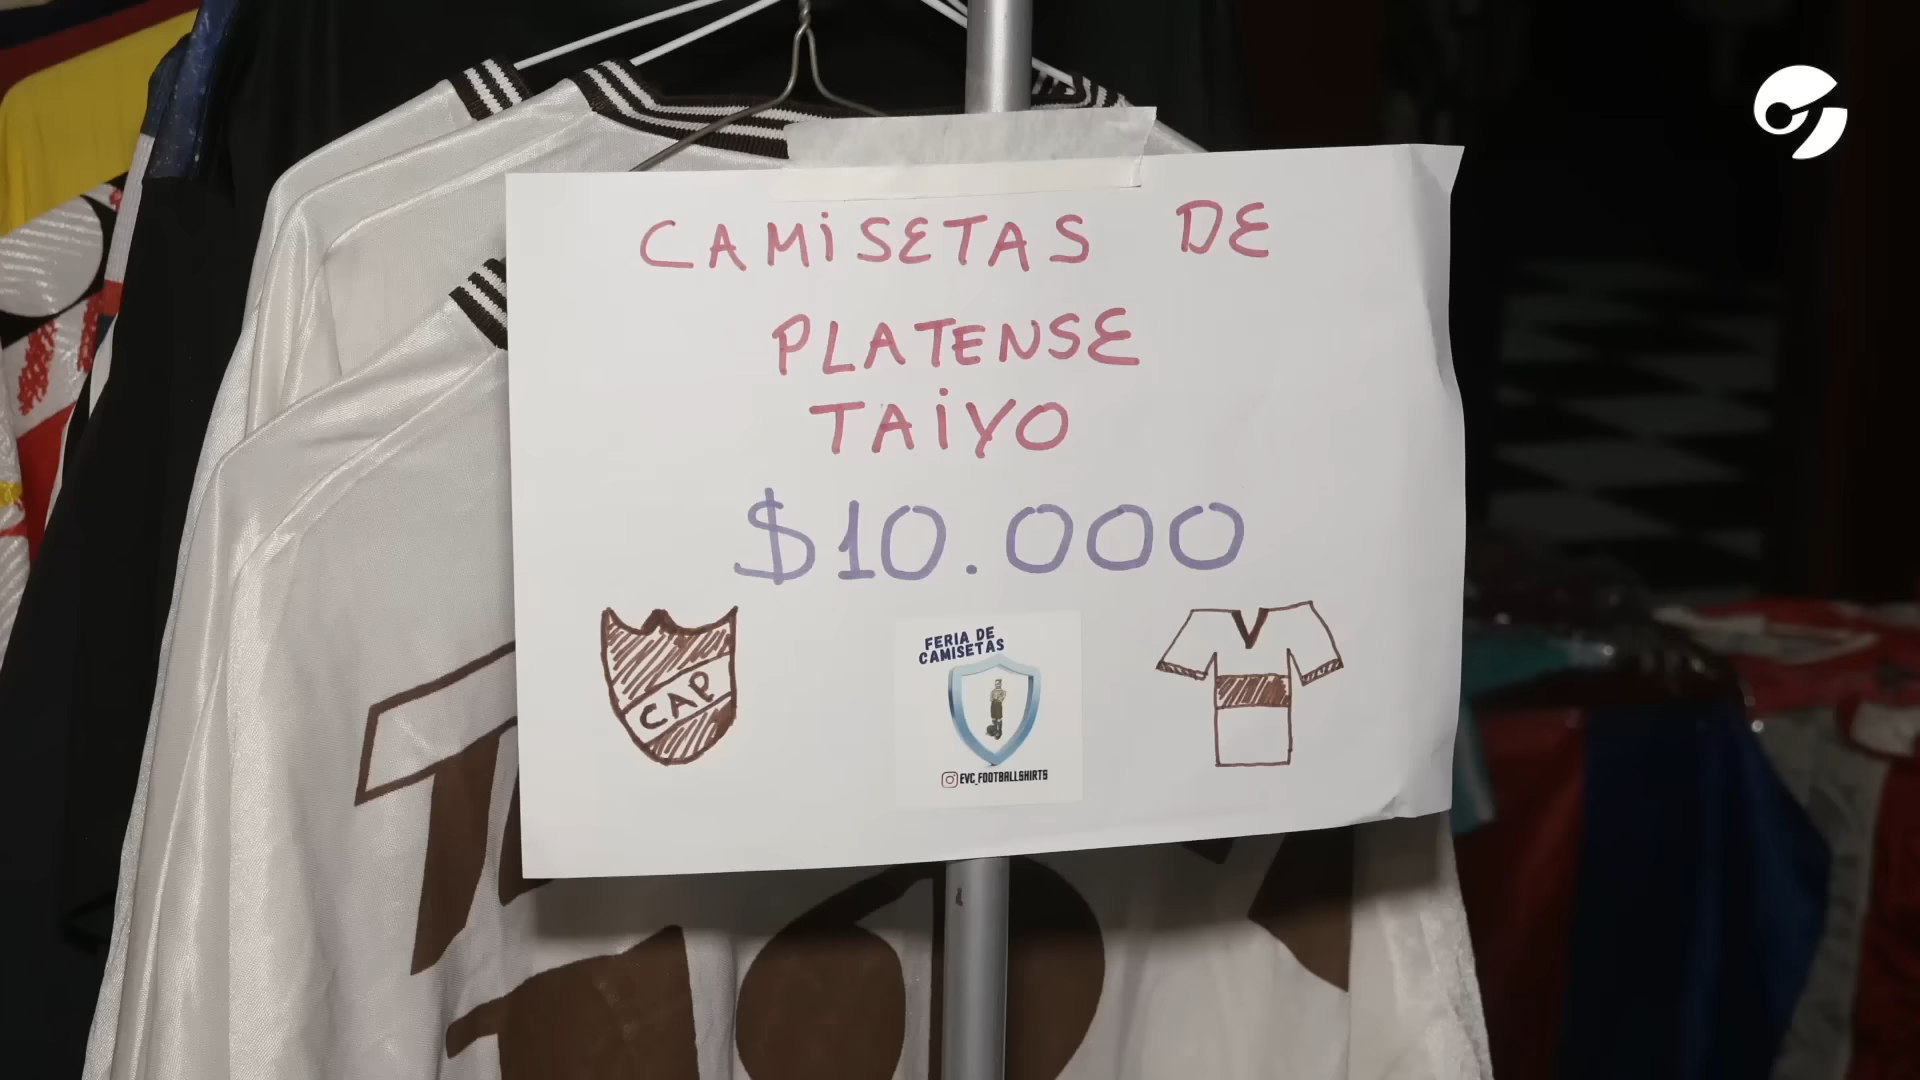 CAMiSETAS DE
PLATENSE
TAiYO
$10.000
CAP
FERIA DE
CAMISETAS
EVC_FOOTBALLSHIRTS